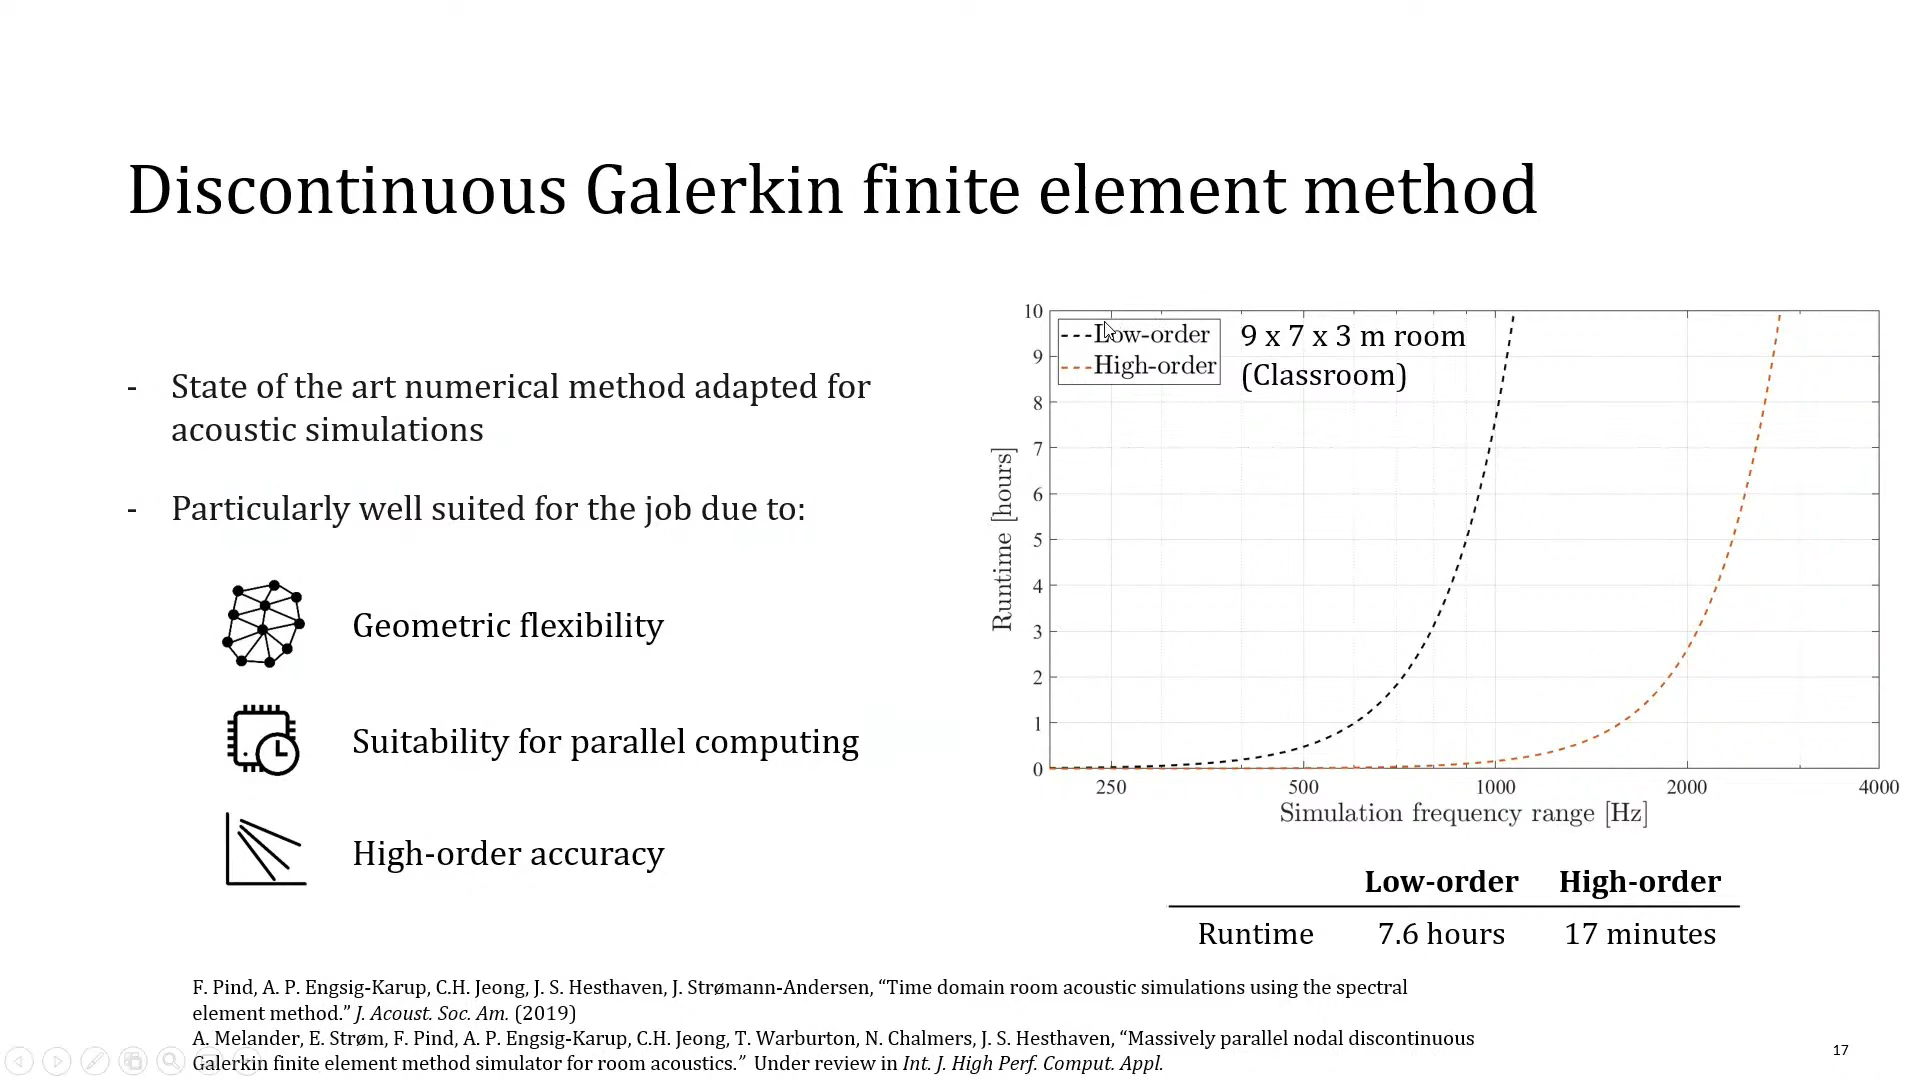 Discontinuous Galerkin finite element method
- State of the art numerical method adapted for
acoustic simulations
- Particularly well suited for the job due to:
Geometric flexibility
Suitability for parallel computing
High-order accuracy
Low-order
High-order
9 x 7 x 3 m room
(Classroom)
10
9
8
7
6
5
4
3
2
1
0
Runtime [hours]
250 500 1000 2000 4000
Simulation frequency range [Hz]
Low-order High-order
Runtime 7.6 hours 17 minutes
F. Pind, A. P. Engsig-Karup, C.H. Jeong, J. S. Hesthaven, J. Strømann-Andersen, “Time domain room acoustic simulations using the spectral
element method.” J. Acoust. Soc. Am. (2019)
A. Melander, E. Strøm, F. Pind, A. P. Engsig-Karup, C.H. Jeong, T. Warburton, N. Chalmers, J. S. Hesthaven, “Massively parallel nodal discontinuous
Galerkin finite element method simulator for room acoustics.” Under review in Int. J. High Perf. Comput. Appl.
17